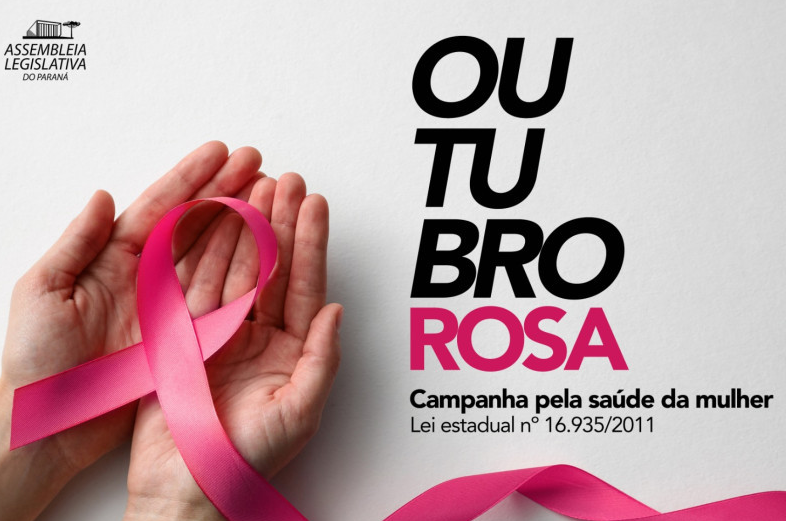 ASSEMBLEIA
LEGISLATIVA
DO PARANÁ
OU
TU
BRO
ROSA
Campanha pela saúde da mulher
Lei estadual nº 16.935/2011